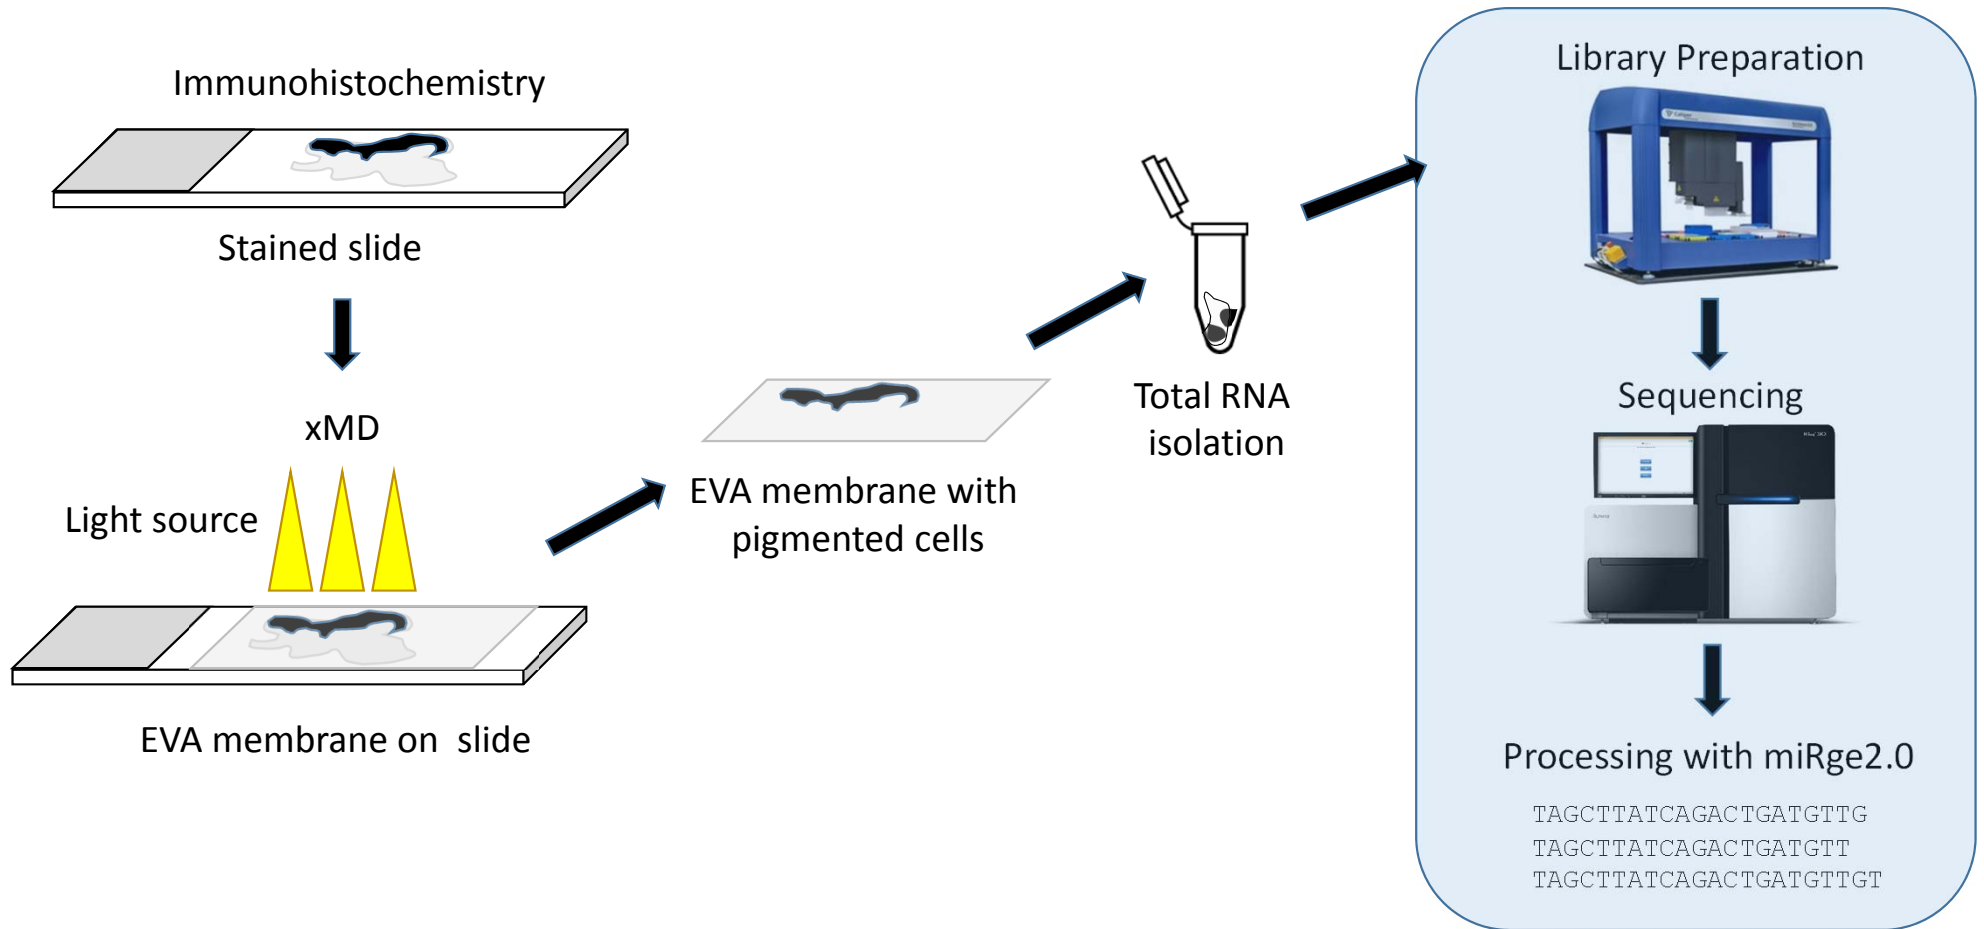 Immunohistochemistry
Stained slide
xMD
Light source
EVA membrane on slide
EVA membrane with
pigmented cells
Total RNA
isolation
Library Preparation
Caliper
Sequencing
Processing with miRge2.0
TAGCTTATCAGACTGATGTTG
TAGCTTATCAGACTGATGTT
TAGCTTATCAGACTGATGTTGT